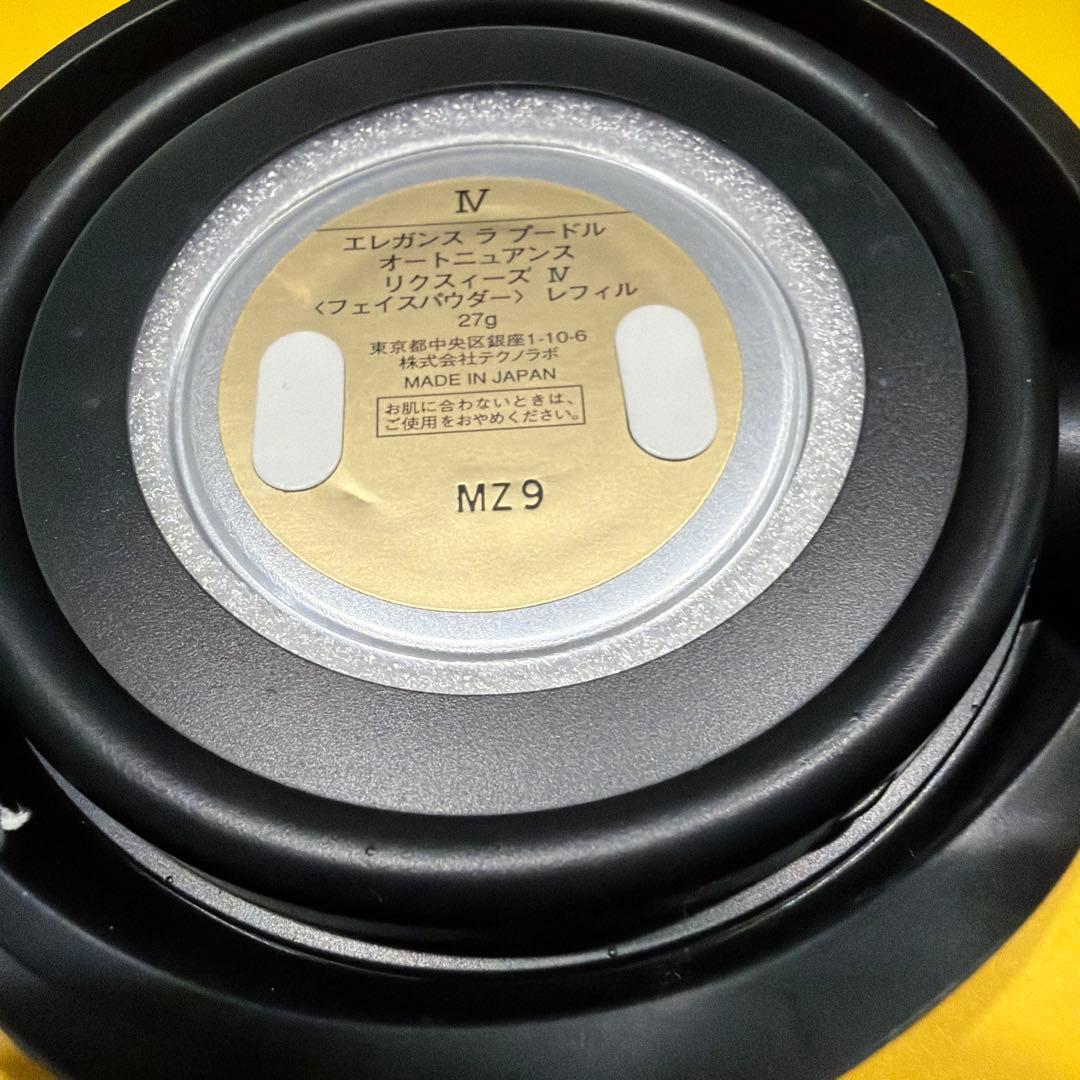 Ⅳ
エレガンス ラ プードル
オートニュアンス
リクスィーズ Ⅳ
〈フェイスパウダー〉 レフィル
27g
東京都中央区銀座1-10-6
株式会社テクノラボ
MADE IN JAPAN
お肌に合わないときは、
ご使用をおやめください。
MZ9